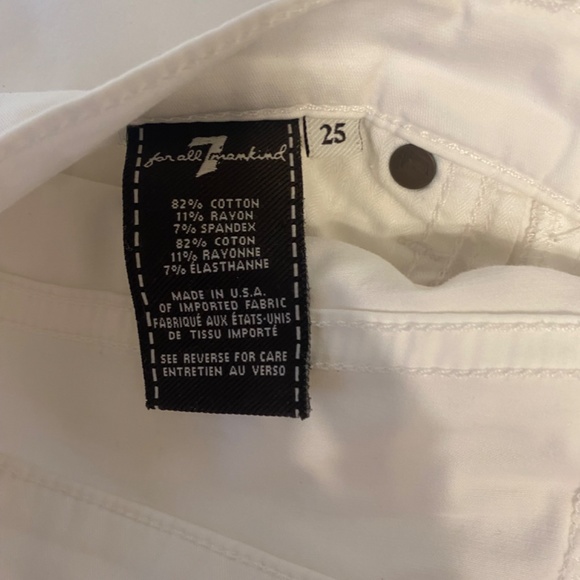 for all 7 mankind
25
82% COTTON
11% RAYON
7% SPANDEX
82% COTON
11% RAYONNE
7% ÉLASTHANNE
MADE IN U.S.A.
OF IMPORTED FABRIC
FABRIQUÉ AUX ÉTATS-UNIS
DE TISSU IMPORTÉ
SEE REVERSE FOR CARE
ENTRETIEN AU VERSO